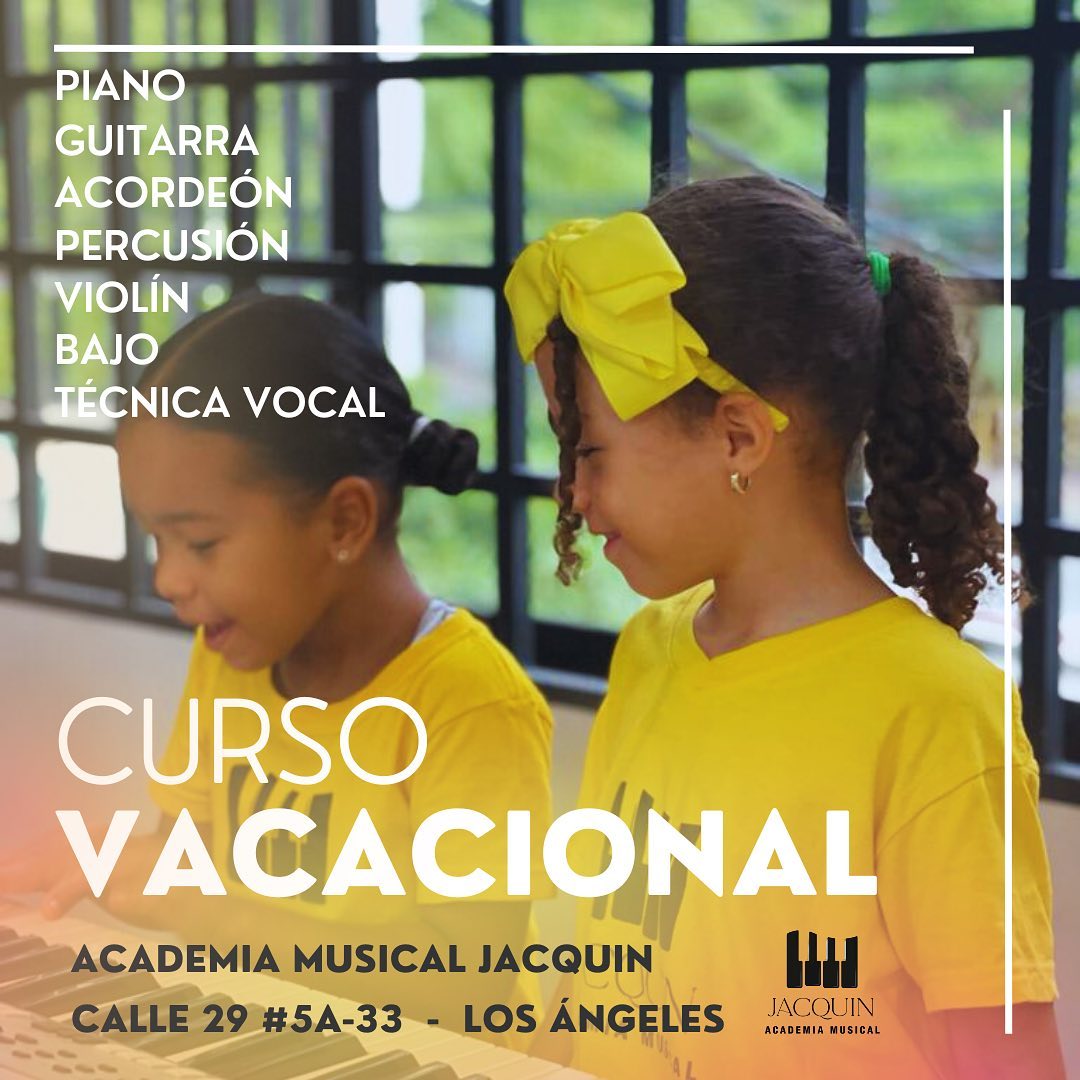 PIANO
GUITARRA
ACORDEÓN
PERCUSIÓN
VIOLÍN
BAJO
TÉCNICA VOCAL
CURSO
VACACIONAL
ACADEMIA MUSICAL JACQUIN
CALLE 29 #5A-33 - LOS ÁNGELES
JACQUIN
ACADEMIA MUSICAL